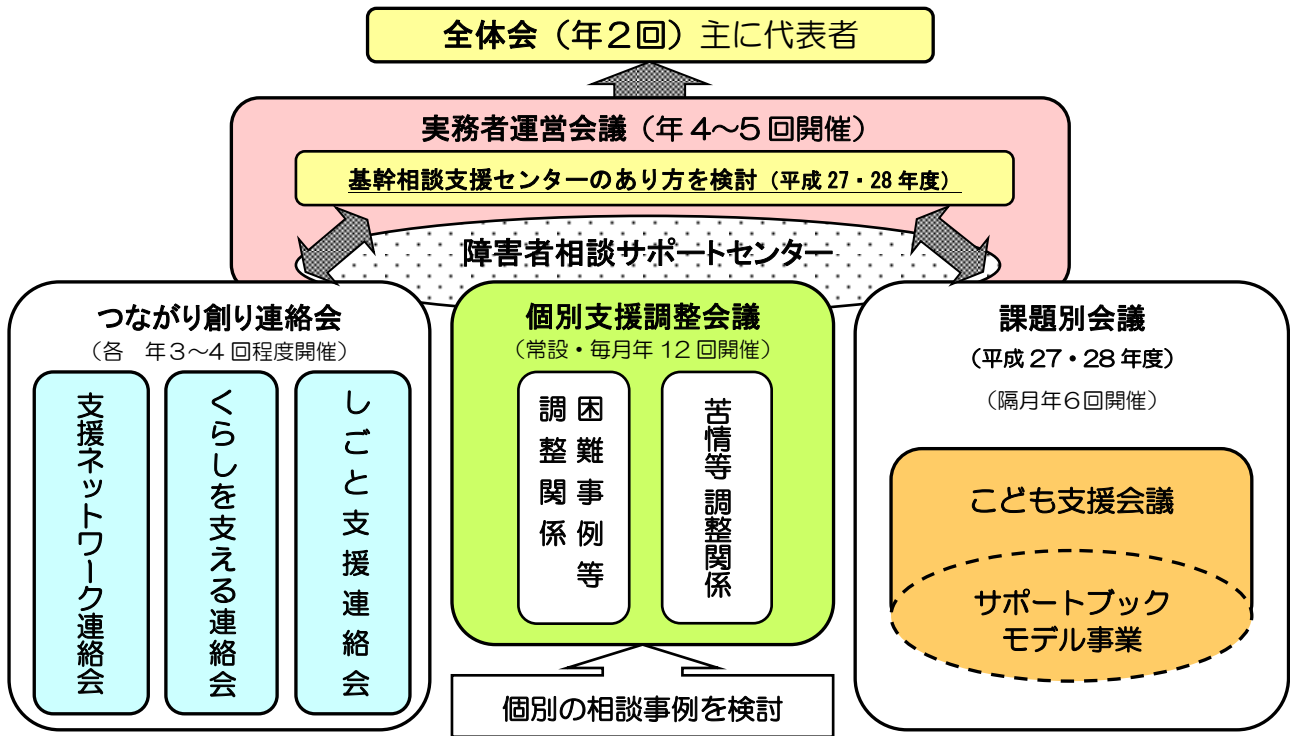 全体会（年２回）主に代表者
実務者運営会議（年４～５回開催）
基幹相談支援センターのあり方を検討（平成27・28年度）
障害者相談サポートセンター
つながり創り連絡会
（各　年３～４回程度開催）
支援ネットワーク連絡会
くらしを支える連絡会
しごと支援連絡会
個別支援調整会議
（常設・毎月年12回開催）
困難事例等
調整関係
苦情等 調整関係
個別の相談事例を検討
課題別会議
（平成27・28年度）
（隔月年６回開催）
こども支援会議
サポートブック
モデル事業